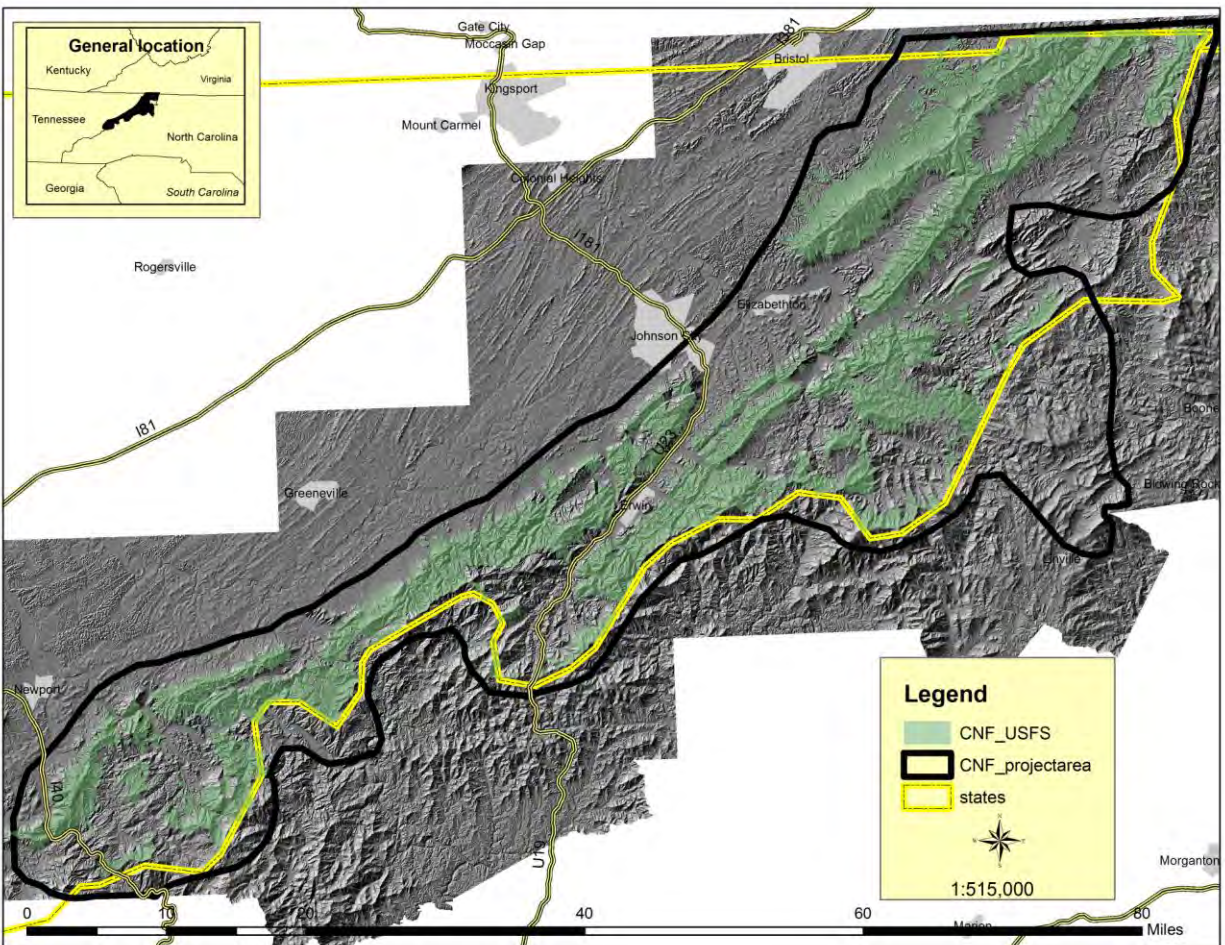 General location
Kentucky
Virginia
Tennessee
North Carolina
Georgia
South Carolina
Gate City
Moccasin Gap
I381
Bristol
Kingsport
Mount Carmel
Colonial Heights
I181
Rogersville
Elizabethton
Johnson City
I81
Boone
U23
Greeneville
Erwin
Blowing Rock
Newport
I40
U19
Morganton
Marion
Legend
CNF_USFS
CNF_projectarea
states
N
1:515,000
0 10 20 40 60 80
Miles